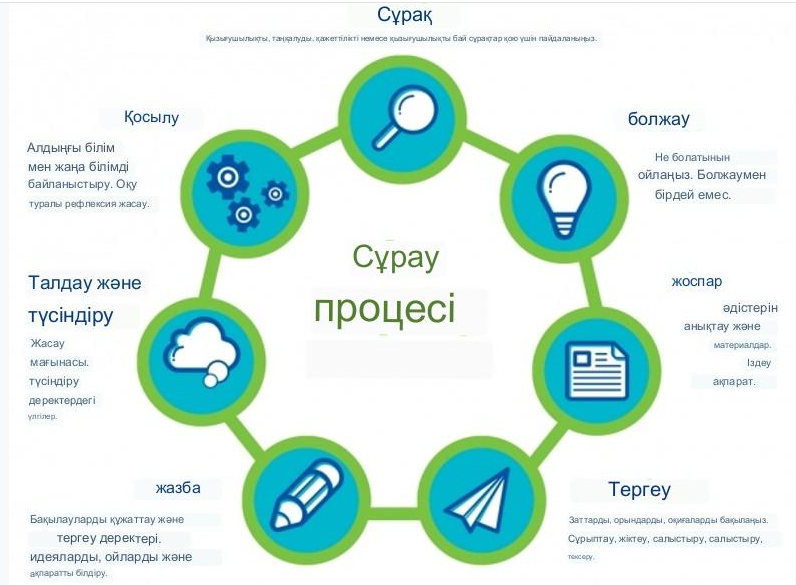 Сұрақ
Қызығушылықты, таңқалуды, қажеттілікті немесе қызығушылықты бай сұрақтар қою үшін пайдаланыңыз.
болжау
Не болатынын
ойлаңыз. Болжаумен
бірдей емес.
жоспар
әдістерін
анықтау және
материалдар.
Іздеу
ақпарат.
Тергеу
Заттарды, орындарды, оқиғаларды бақылаңыз.
Сұрыптау, жіктеу, салыстыру, салыстыру,
тексеру.
жазба
Бақылауларды құжаттау және
тергеу деректері.
идеяларды, ойларды және
ақпаратты білдіру.
Талдау және
түсіндіру
Жасау
мағынасы.
түсіндіру
деректердегі
үлгілер.
Қосылу
Алдыңғы білім
мен жаңа білімді
байланыстыру. Оқу
туралы рефлексия жасау.
Сұрау
процесі